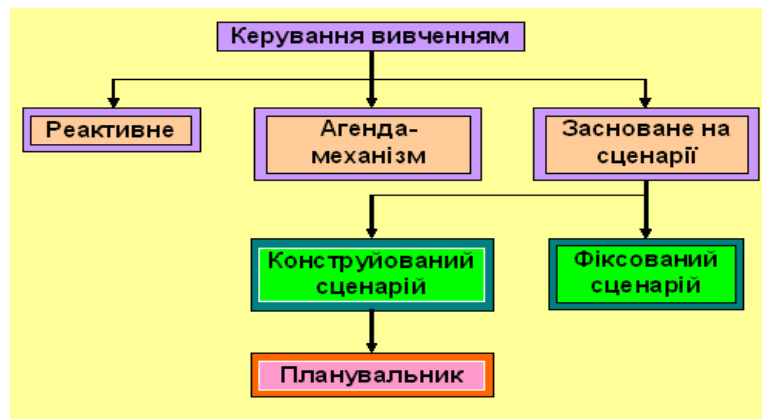 Керування вивченням
Реактивне
Агенда-
механізм
Засноване на
сценарії
Конструйований
сценарій
Фіксований
сценарій
Планувальник